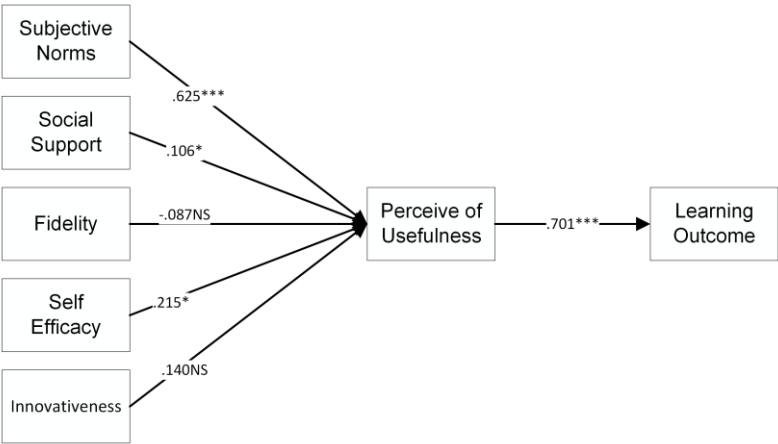 Subjective
Norms
.625***
Social
Support
.106*
Fidelity
-.087NS
Perceive of
Usefulness
.701***
Learning
Outcome
Self
Efficacy
.215*
.140NS
Innovativeness